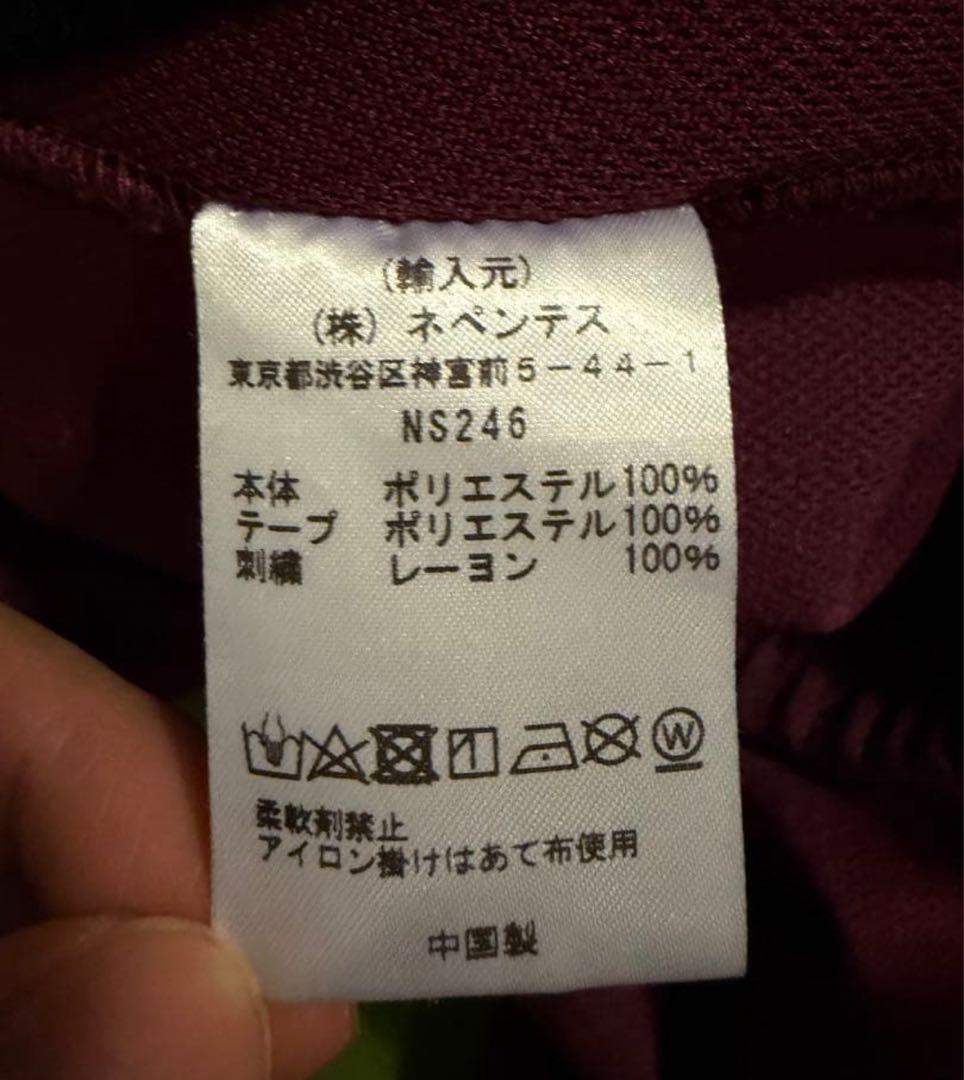 (輸入元)
(株) ネペンテス
東京都渋谷区神宮前5-44-1
NS246
本体 ポリエステル100%
テープ ポリエステル100%
刺繍 レーヨン 100%
W
柔軟剤禁止
アイロン掛けはあて布使用
中国製